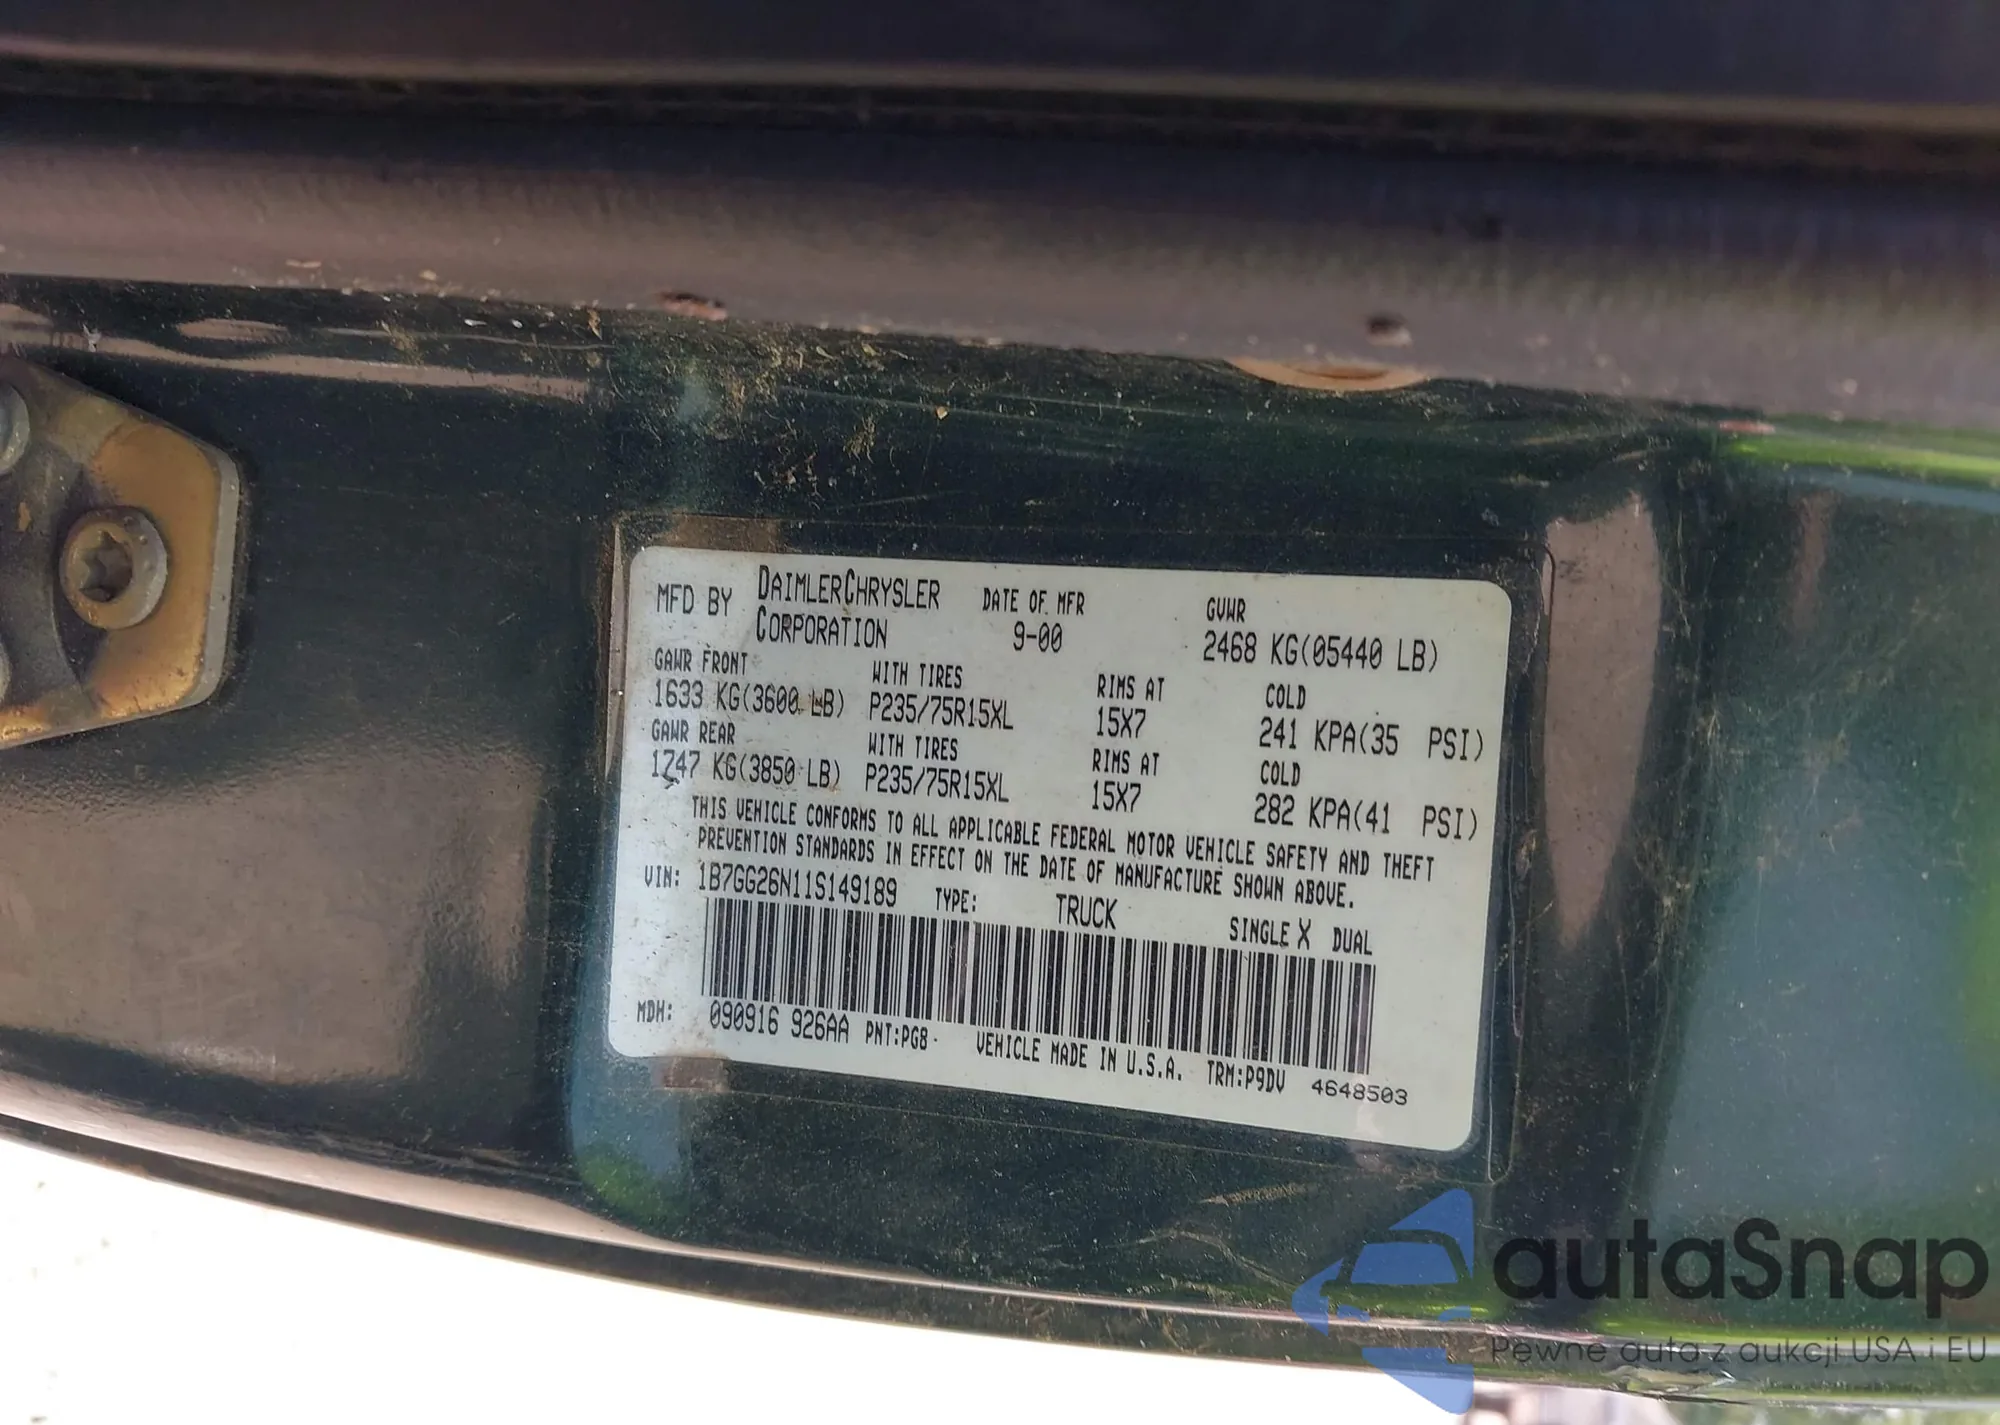 MFD BY DAIMLERCHRYSLER CORPORATION DATE OF MFR 9-00 GVWR 2468 KG(05440 LB)
GAWR FRONT WITH TIRES RIMS AT COLD
1633 KG(3600 LB) P235/75R15XL 15X7 241 KPA(35 PSI)
GAWR REAR WITH TIRES RIMS AT COLD
1747 KG(3850 LB) P235/75R15XL 15X7 282 KPA(41 PSI)
THIS VEHICLE CONFORMS TO ALL APPLICABLE FEDERAL MOTOR VEHICLE SAFETY AND THEFT
PREVENTION STANDARDS IN EFFECT ON THE DATE OF MANUFACTURE SHOWN ABOVE.
VIN: 1B7GG26N11S149189 TYPE: TRUCK SINGLE X DUAL
MDH: 090916 926AA PNT:PG8 VEHICLE MADE IN U.S.A. TRM:P9DV 4648503
autaSnap
Pewne auta z aukcji USA i EU